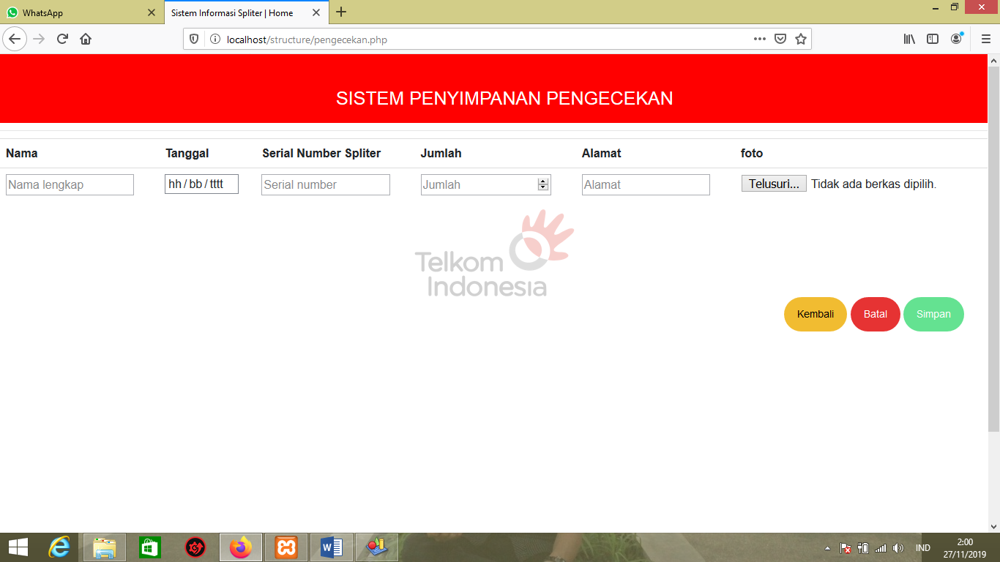 WhatsApp
Sistem Informasi Spliter | Home
localhost/structure/pengecekan.php
SISTEM PENYIMPANAN PENGECEKAN
Nama Tanggal Serial Number Spliter Jumlah Alamat foto
Nama lengkap hh / bb / tttt Serial number Jumlah Alamat Telusuri... Tidak ada berkas dipilih.
Telkom
Indonesia
Kembali Batal Simpan
IND
2:00
27/11/2019